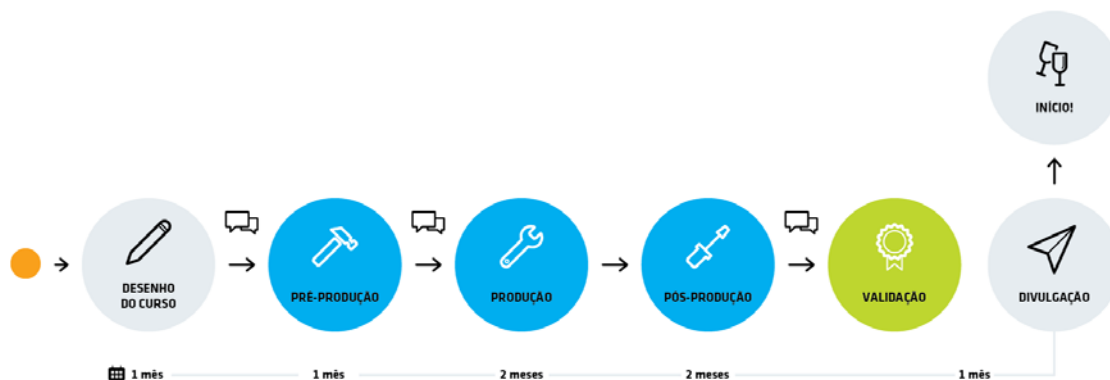 INÍCIO!
DESENHO
DO CURSO
PRÉ-PRODUÇÃO
PRODUÇÃO
PÓS-PRODUÇÃO
VALIDAÇÃO
DIVULGAÇÃO
1 mês
1 mês
2 meses
2 meses
1 mês